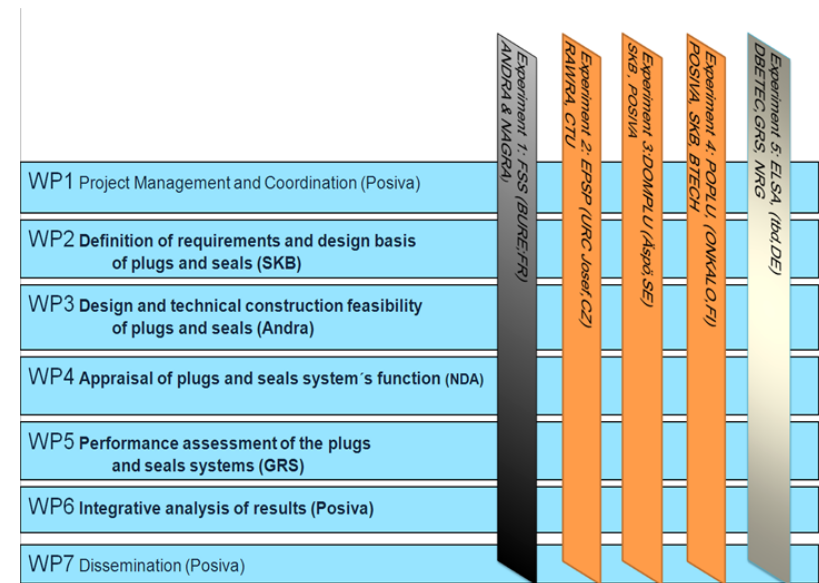 WP1 Project Management and Coordination (Posiva)
WP2 Definition of requirements and design basis
of plugs and seals (SKB)
WP3 Design and technical construction feasibility
of plugs and seals (Andra)
WP4 Appraisal of plugs and seals system´s function (NDA)
WP5 Performance assessment of the plugs
and seals systems (GRS)
WP6 Integrative analysis of results (Posiva)
WP7 Dissemination (Posiva)
Experiment 1: FSS (BURE;FR)
ANDRA & NAGRA)
Experiment 2: EPSP (URC Josef,CZ)
RAWRA, CTU
Experiment 3:DOMPLU (Äspö,SE)
SKB, POSIVA
Experiment 4: POPLU, (ONKALO,FI)
POSIVA, SKB, BTECH
Experiment 5: ELSA, (tbd,DE)
DBETEC,GRS, NRG